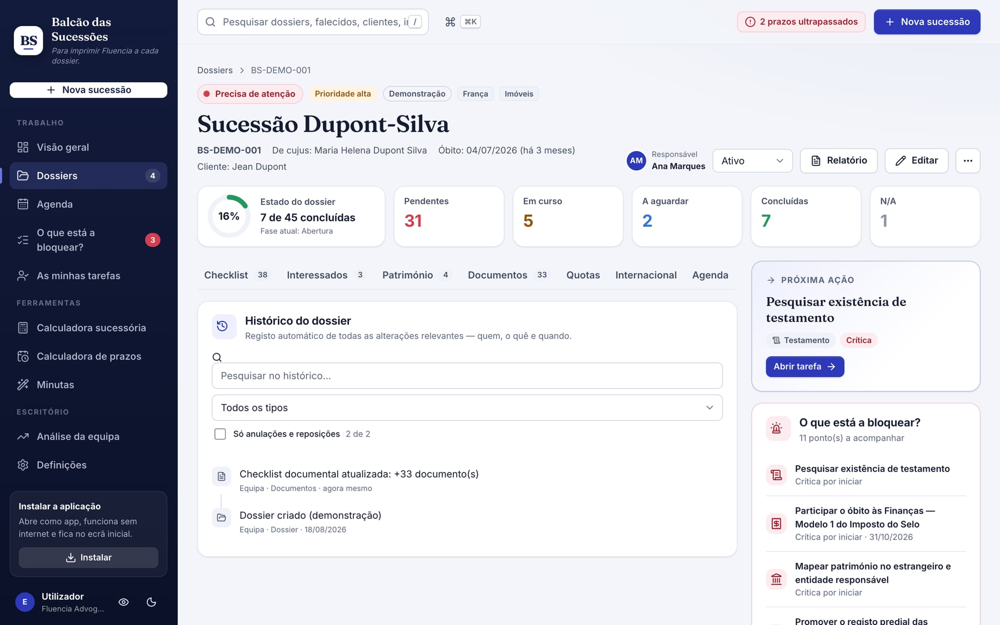 BS
Balcão das
Sucessões
Para imprimir Fluencia a cada
dossier.
Nova sucessão
TRABALHO
Visão geral
Dossiers 4
Agenda
O que está a
bloquear?
3
As minhas tarefas
FERRAMENTAS
Calculadora sucessória
Calculadora de prazos
Minutas
ESCRITÓRIO
Análise da equipa
Definições
Instalar a aplicação
Abre como app, funciona sem
internet e fica no ecrã inicial.
Instalar
E
Utilizador
Fluencia Advog...
Pesquisar dossiers, falecidos, clientes, /
⌘ ⌘K
2 prazos ultrapassados
Nova sucessão
Dossiers > BS-DEMO-001
Precisa de atenção Prioridade alta Demonstração França Imóveis
Sucessão Dupont-Silva
BS-DEMO-001 De cujus: Maria Helena Dupont Silva Óbito: 04/07/2026 (há 3 meses)
Cliente: Jean Dupont
AM
Responsável
Ana Marques
Ativo
Relatório
Editar
16%
Estado do dossier
7 de 45 concluídas
Fase atual: Abertura
Pendentes
31
Em curso
5
A aguardar
2
Concluídas
7
N/A
1
Checklist 38 Interessados 3 Património 4 Documentos 33 Quotas Internacional Agenda
Histórico do dossier
Registo automático de todas as alterações relevantes — quem, o quê e quando.
Pesquisar no histórico...
Todos os tipos
Só anulações e reposições 2 de 2
Checklist documental atualizada: +33 documento(s)
Equipa · Documentos · agora mesmo
Dossier criado (demonstração)
Equipa · Dossier · 18/08/2026
PRÓXIMA AÇÃO
Pesquisar existência de
testamento
Testamento Crítica
Abrir tarefa
O que está a bloquear?
11 ponto(s) a acompanhar
Pesquisar existência de testamento
Crítica por iniciar
Participar o óbito às Finanças —
Modelo 1 do Imposto do Selo
Crítica por iniciar · 31/10/2026
Mapear património no estrangeiro e
entidade responsável
Crítica por iniciar
Promover o registo predial das